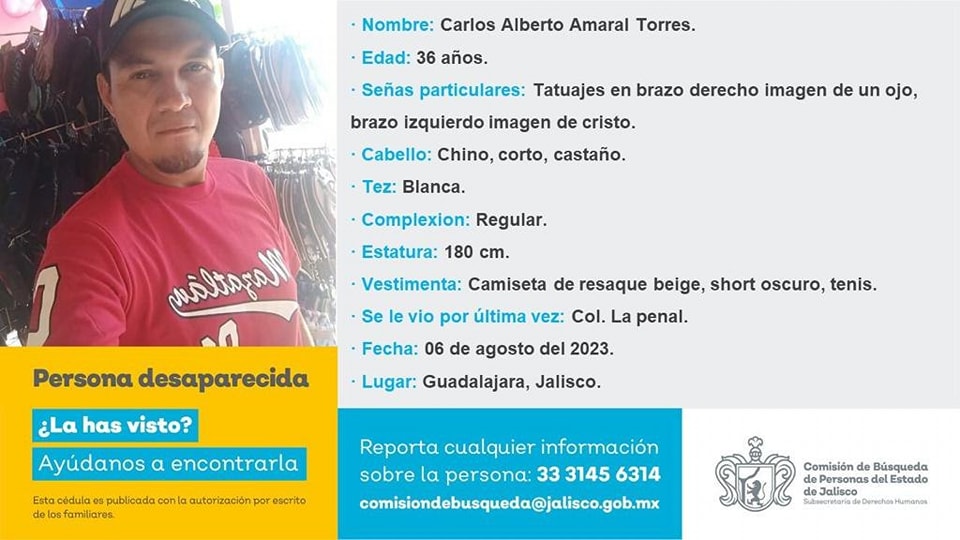 · Nombre: Carlos Alberto Amaral Torres.
· Edad: 36 años.
· Señas particulares: Tatuajes en brazo derecho imagen de un ojo,
brazo izquierdo imagen de cristo.
· Cabello: Chino, corto, castaño.
· Tez: Blanca.
· Complexion: Regular.
· Estatura: 180 cm.
· Vestimenta: Camiseta de resaque beige, short oscuro, tenis.
· Se le vio por última vez: Col. La penal.
· Fecha: 06 de agosto del 2023.
· Lugar: Guadalajara, Jalisco.
Mazatlán
Persona desaparecida
¿La has visto?
Ayúdanos a encontrarla
Esta cédula es publicada con la autorización por escrito
de los familiares.
Reporta cualquier información
sobre la persona: 33 3145 6314
comisiondebusqueda@jalisco.gob.mx
Comisión de Búsqueda
de Personas del Estado
de Jalisco
Subsecretaría de Derechos Humanos